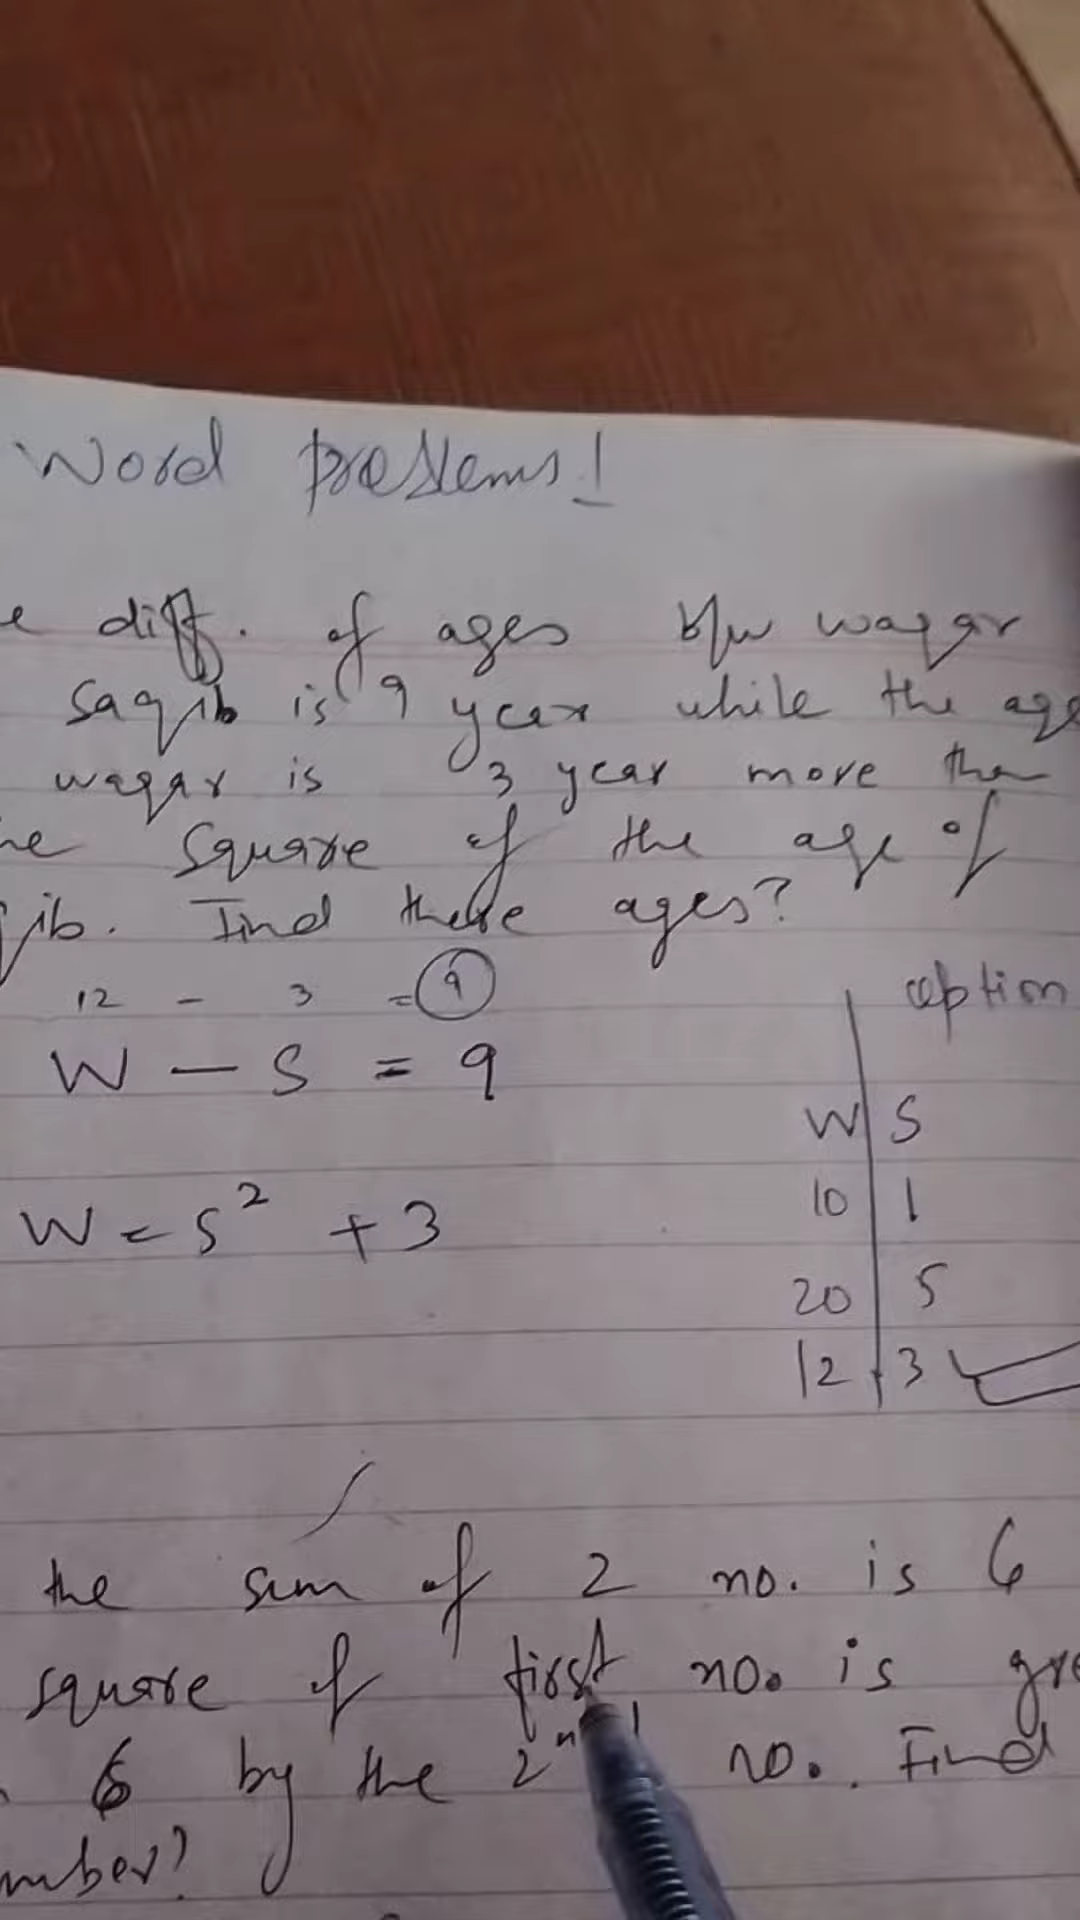 Word problems!
e diff. of ages b/w waqar
Saqib is 9 year while the age
waqar is 3 year more than
he square of the age of
qib. Find these ages?
12 - 3 = 9
W - S = 9
option
W S
W = S² + 3
10 1
20 5
12 3
the sum of 2 no. is 6
square of first no. is gre
6 by the 2nd no. Find
mber?